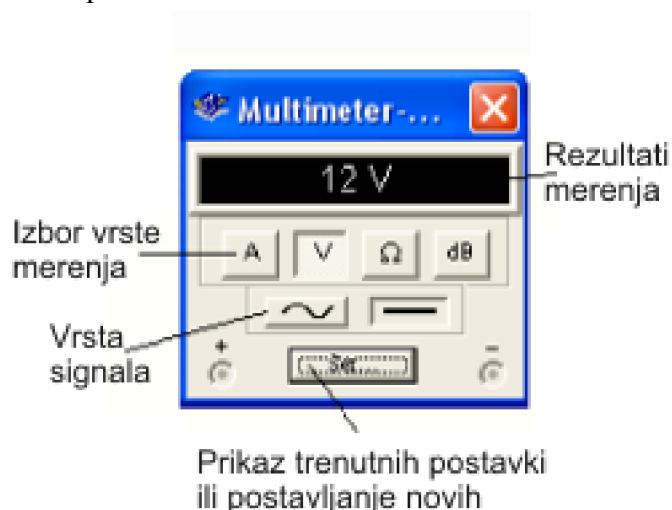 Multimeter-...
12 V
Rezultati
merenja
Izbor vrste
merenja
A V Ω dB
Vrsta
signala
+ -
Set...
Prikaz trenutnih postavki
ili postavljanje novih